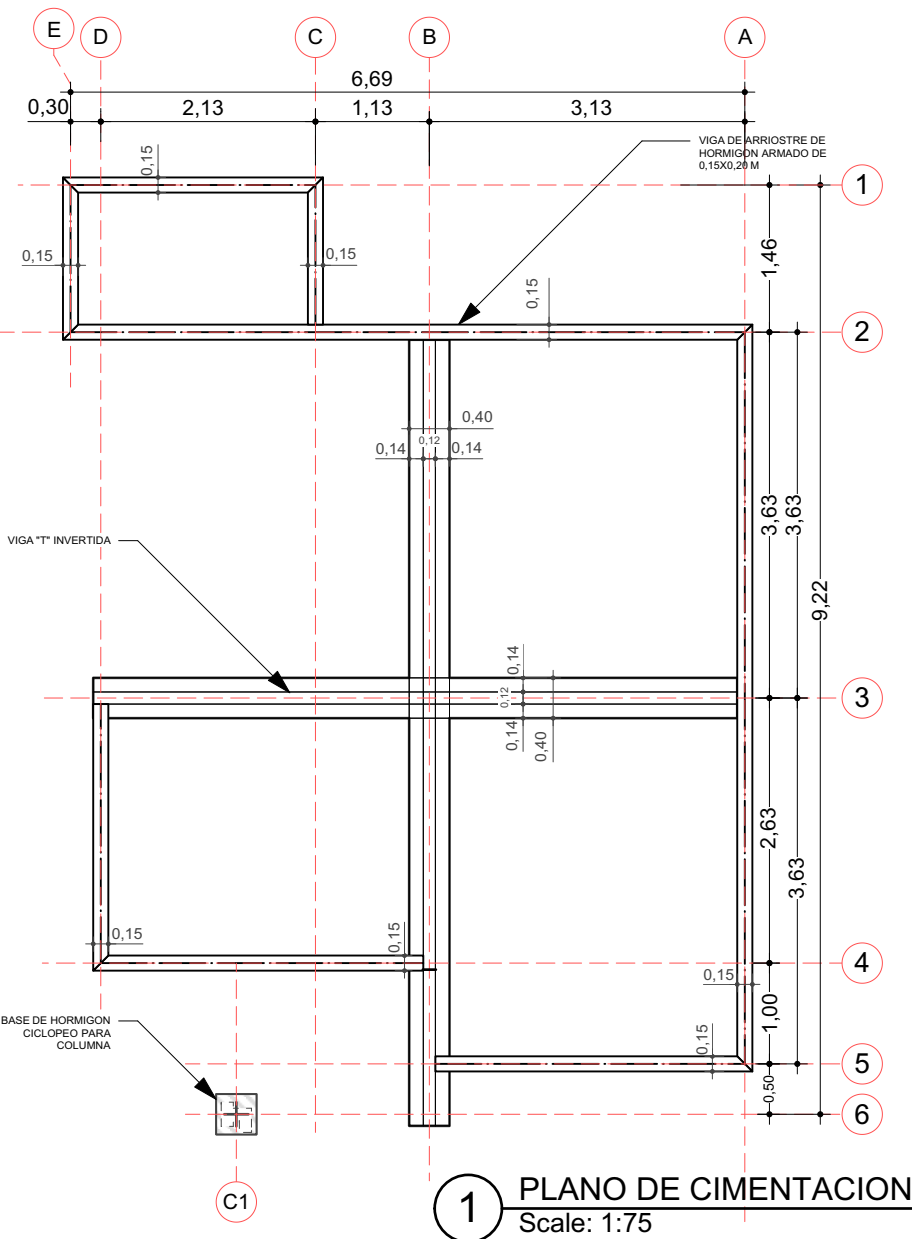 E
D
C
B
A
6,69
0,30
2,13
1,13
3,13
VIGA DE ARRIOSTRE DE
HORMIGON ARMADO DE
0,15X0,20 M
0,15
1
1,46
0,15
0,15
0,15
2
0,40
0,14
0,12
0,14
3,63
3,63
VIGA "T" INVERTIDA
9,22
0,14
0,12
3
0,14
0,40
2,63
3,63
0,15
0,15
4
0,15
1,00
BASE DE HORMIGON
CICLOPEO PARA
COLUMNA
0,15
5
0,50
6
C1
1
PLANO DE CIMENTACION
Scale: 1:75